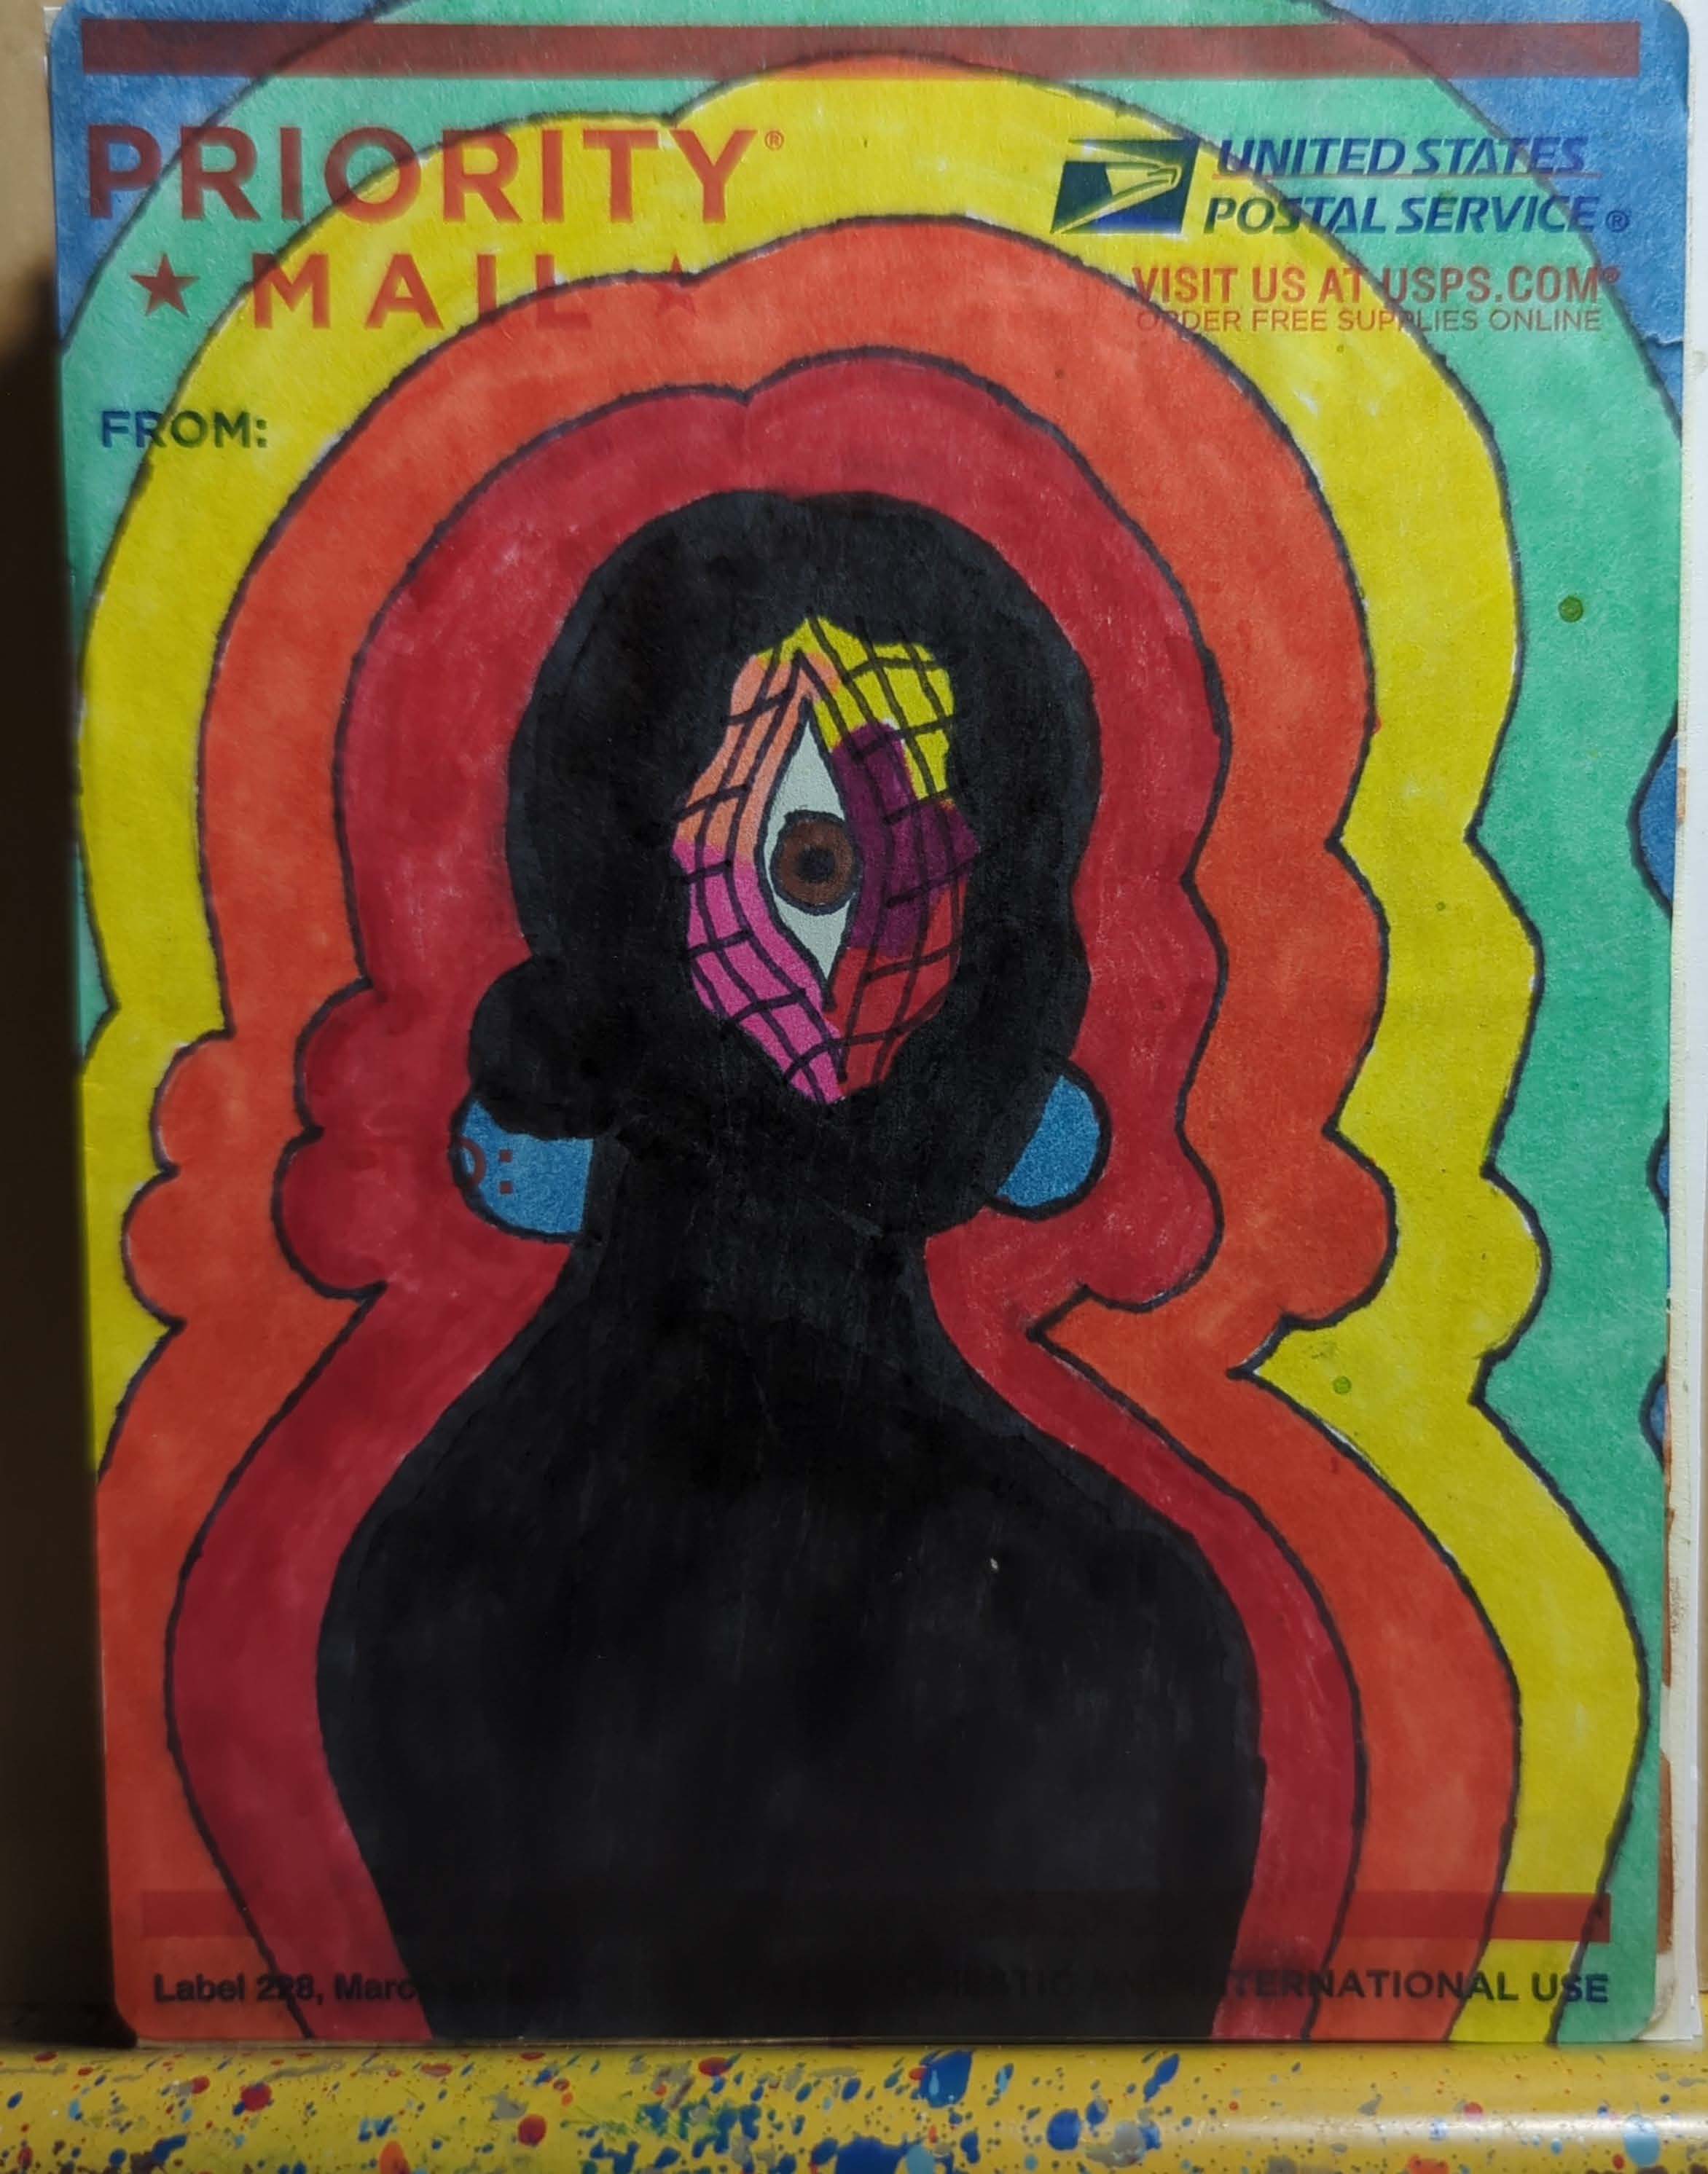 PRIORITY®
★ MAIL ★
UNITED STATES
POSTAL SERVICE®
VISIT US AT USPS.COM®
ORDER FREE SUPPLIES ONLINE
FROM:
O:
Label 228, Marc
INTERNATIONAL USE